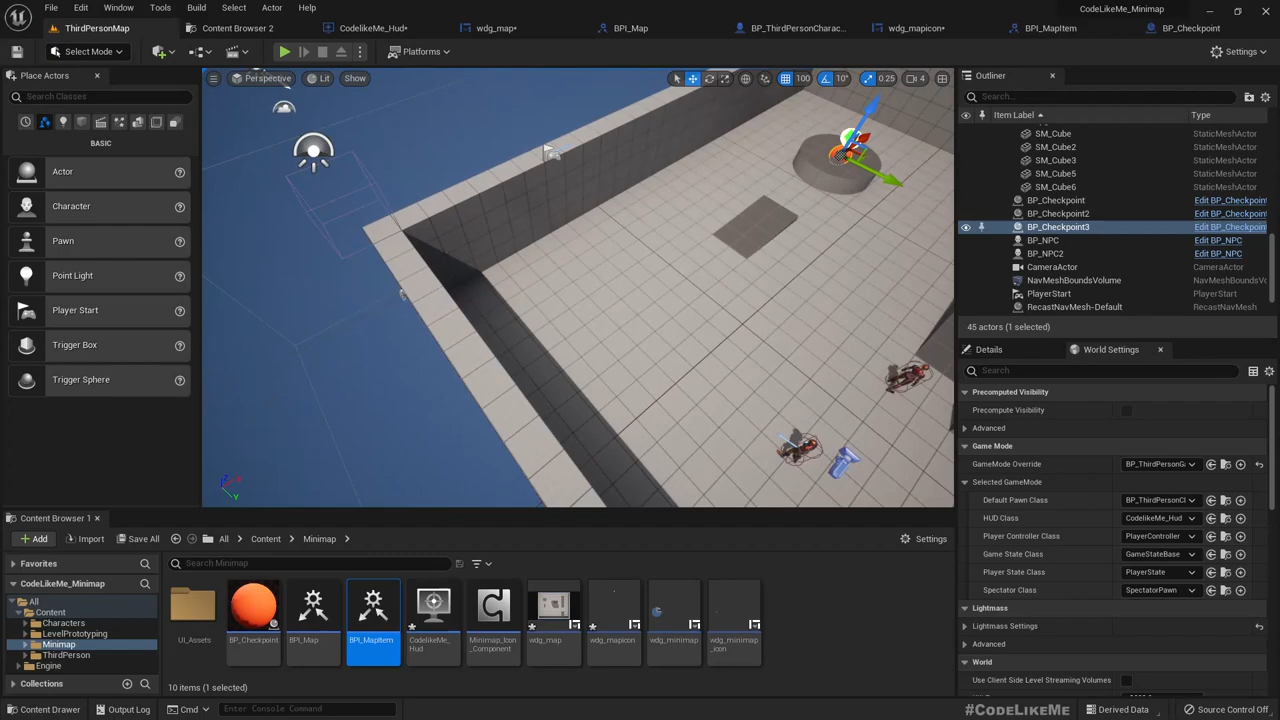 File Edit Window Tools Build Select Actor Help
CodeLikeMe_Minimap
ThirdPersonMap Content Browser 2 CodelikeMe_Hud* wdg_map* BPI_Map BP_ThirdPersonCharac... wdg_mapicon* BPI_MapItem BP_Checkpoint
Select Mode Platforms Settings
Place Actors
Search Classes
BASIC
Actor
Character
Pawn
Point Light
Player Start
Trigger Box
Trigger Sphere
Perspective Lit Show 100 10° 0.25 4
Outliner
Search...
Item Label Type
SM_Cube StaticMeshActor
SM_Cube2 StaticMeshActor
SM_Cube3 StaticMeshActor
SM_Cube5 StaticMeshActor
SM_Cube6 StaticMeshActor
BP_Checkpoint Edit BP_Checkpoint
BP_Checkpoint2 Edit BP_Checkpoint
BP_Checkpoint3 Edit BP_Checkpoint
BP_NPC Edit BP_NPC
BP_NPC2 Edit BP_NPC
CameraActor CameraActor
NavMeshBoundsVolume NavMeshBoundsVolume
PlayerStart PlayerStart
RecastNavMesh-Default RecastNavMesh
45 actors (1 selected)
Details World Settings
Search
Precomputed Visibility
Precompute Visibility
Advanced
Game Mode
GameMode Override BP_ThirdPersonGa
Selected GameMode
Default Pawn Class BP_ThirdPersonCl
HUD Class CodelikeMe_Hud
Player Controller Class PlayerController
Game State Class GameStateBase
Player State Class PlayerState
Spectator Class SpectatorPawn
Lightmass
Lightmass Settings
Advanced
World
Use Client Side Level Streaming Volumes
Content Browser 1
Add Import Save All All Content Minimap Settings
Favorites
Search Minimap
CodeLikeMe_Minimap
All
Content
Characters
LevelPrototyping
Minimap
ThirdPerson
Engine
Collections
UI_Assets BP_Checkpoint BPI_Map BPI_MapItem CodelikeMe_Hud Minimap_Icon_Component wdg_map wdg_mapicon wdg_minimap wdg_minimap_icon
10 items (1 selected)
Content Drawer Output Log Cmd Enter Console Command #CODELIKEME Derived Data Source Control Off